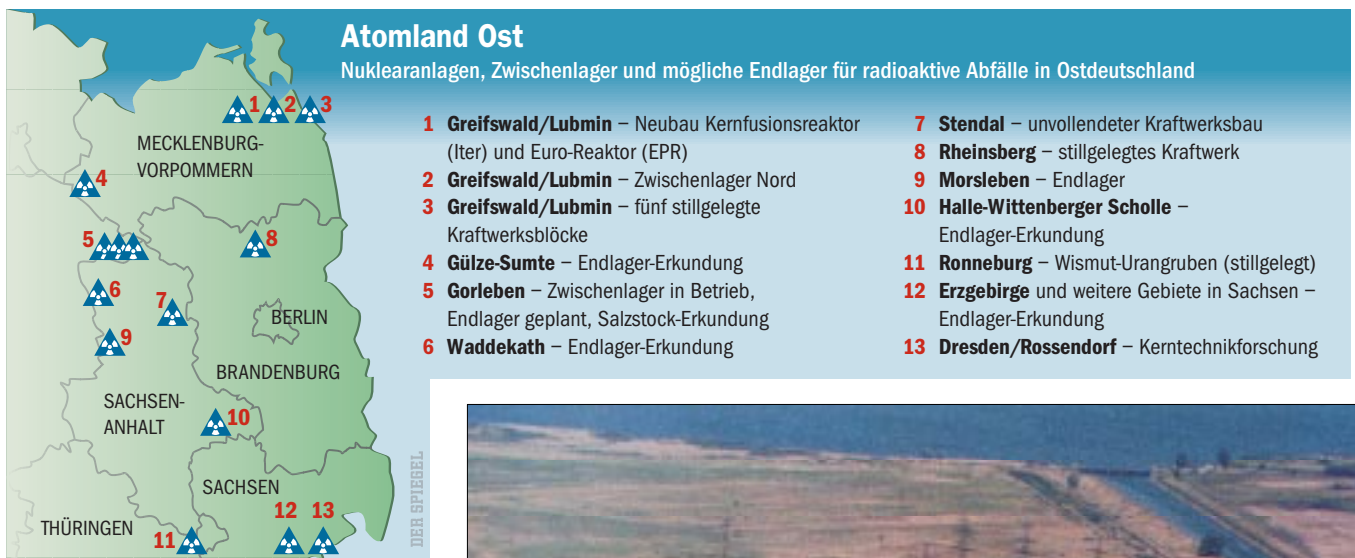 Atomland Ost
Nuklearanlagen, Zwischenlager und mögliche Endlager für radioaktive Abfälle in Ostdeutschland
1 Greifswald/Lubmin – Neubau Kernfusionsreaktor
(Iter) und Euro-Reaktor (EPR)
2 Greifswald/Lubmin – Zwischenlager Nord
3 Greifswald/Lubmin – fünf stillgelegte
Kraftwerksblöcke
4 Gülze-Sumte – Endlager-Erkundung
5 Gorleben – Zwischenlager in Betrieb,
Endlager geplant, Salzstock-Erkundung
6 Waddekath – Endlager-Erkundung
7 Stendal – unvollendeter Kraftwerksbau
8 Rheinsberg – stillgelegtes Kraftwerk
9 Morsleben – Endlager
10 Halle-Wittenberger Scholle –
Endlager-Erkundung
11 Ronneburg – Wismut-Urangruben (stillgelegt)
12 Erzgebirge und weitere Gebiete in Sachsen –
Endlager-Erkundung
13 Dresden/Rossendorf – Kerntechnikforschung
1 2 3
MECKLENBURG-
VORPOMMERN
4
5
8
6
7
BERLIN
9
BRANDENBURG
SACHSEN-
ANHALT
10
SACHSEN
12 13
THÜRINGEN
11
DER SPIEGEL